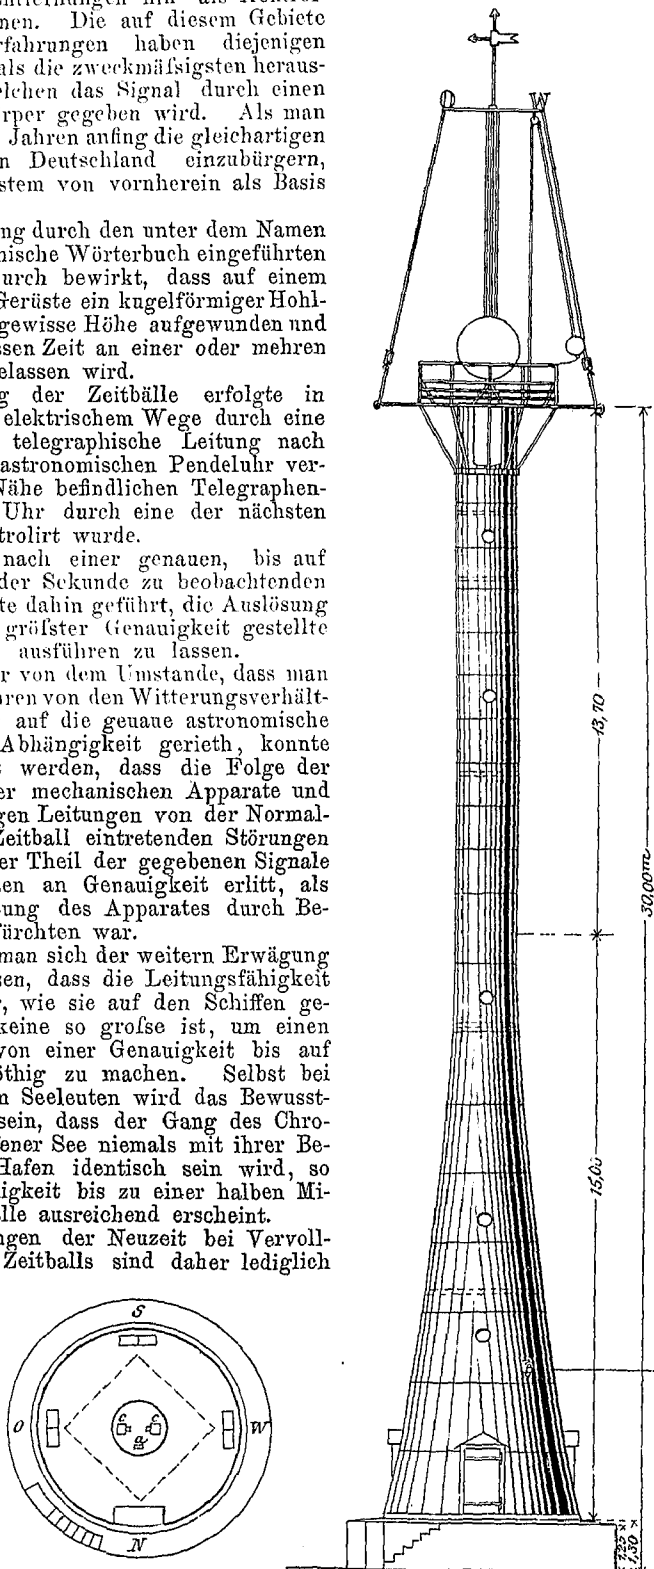 nen. Die auf diesem Gebiete
fahrungen haben diejenigen
als die zweckmäſsigsten heraus-
elchen das Signal durch einen
rper gegeben wird. Als man
Jahren anfing die gleichartigen
n Deutschland einzubürgern,
stem von vornherein als Basis
ng durch den unter dem Namen
nische Wörterbuch eingeführten
urch bewirkt, dass auf einem
Gerüste ein kugelförmiger Hohl-
gewisse Höhe aufgewunden und
ssen Zeit an einer oder mehren
elassen wird.
g der Zeitbälle erfolgte in
elektrischem Wege durch eine
telegraphische Leitung nach
astronomischen Pendeluhr ver-
Nähe befindlichen Telegraphen-
Uhr durch eine der nächsten
trolirt wurde.
nach einer genauen, bis auf
der Sekunde zu beobachtenden
te dahin geführt, die Auslösung
gröſster Genauigkeit gestellte
ausführen zu lassen.
r von dem Umstande, dass man
hren von den Witterungsverhält-
auf die genaue astronomische
Abhängigkeit gerieth, konnte
s werden, dass die Folge der
er mechanischen Apparate und
gen Leitungen von der Normal-
Zeitball eintretenden Störungen
er Theil der gegebenen Signale
en an Genauigkeit erlitt, als
ung des Apparates durch Be-
fürchten war.
man sich der weitern Erwägung
sen, dass die Leitungsfähigkeit
r, wie sie auf den Schiffen ge-
keine so groſse ist, um einen
von einer Genauigkeit bis auf
öthig zu machen. Selbst bei
n Seeleuten wird das Bewusst-
sein, dass der Gang des Chro-
fener See niemals mit ihrer Be-
Hafen identisch sein wird, so
nigkeit bis zu einer halben Mi-
lle ausreichend erscheint.
ngen der Neuzeit bei Vervoll-
Zeitballs sind daher lediglich
O W
13,70
30,00m
15,00
1,25
1,30
S
O c c W
a
N